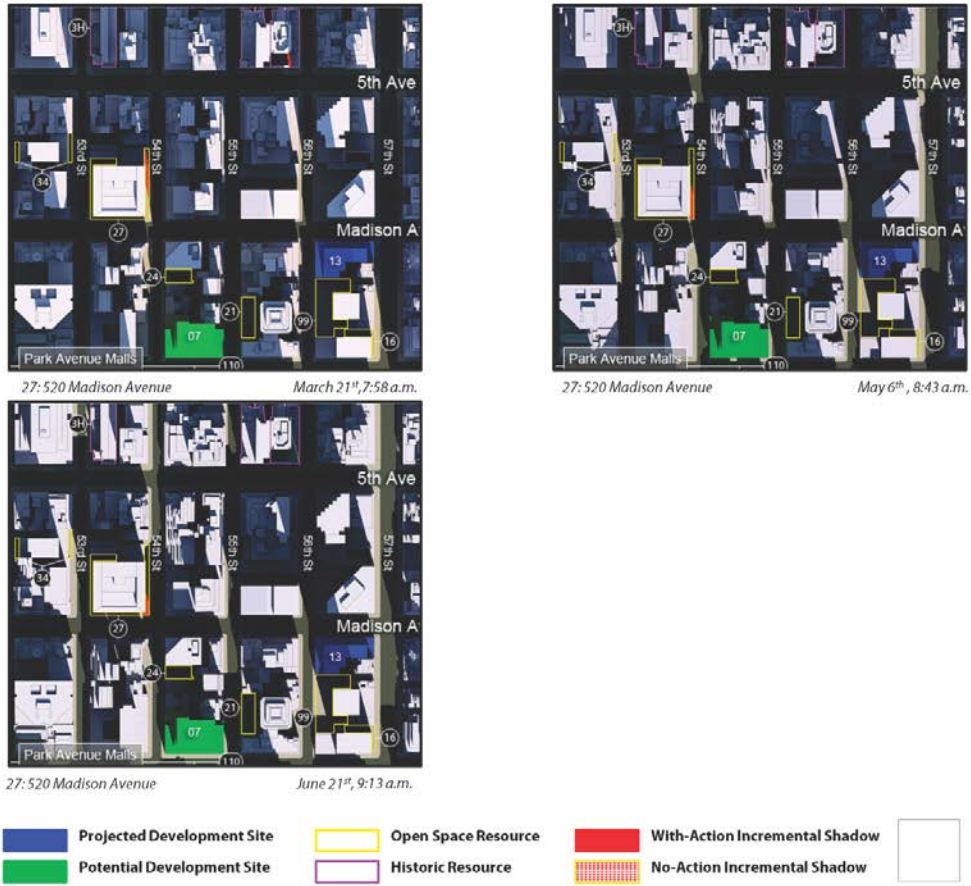 3H
5th Ave
53rd St
54th St
55th St
56th St
57th St
34
27
Madison A
24
13
21
99
07
16
Park Avenue Malls
110
27: 520 Madison Avenue
March 21st, 7:58 a.m.
3H
5th Ave
53rd St
54th St
55th St
56th St
57th St
34
27
Madison A
24
13
21
99
07
16
Park Avenue Malls
110
27: 520 Madison Avenue
May 6th, 8:43 a.m.
3H
5th Ave
53rd St
54th St
55th St
56th St
57th St
34
27
Madison A
24
13
21
99
07
16
Park Avenue Malls
110
27: 520 Madison Avenue
June 21st, 9:13 a.m.
Projected Development Site
Open Space Resource
With-Action Incremental Shadow
Potential Development Site
Historic Resource
No-Action Incremental Shadow